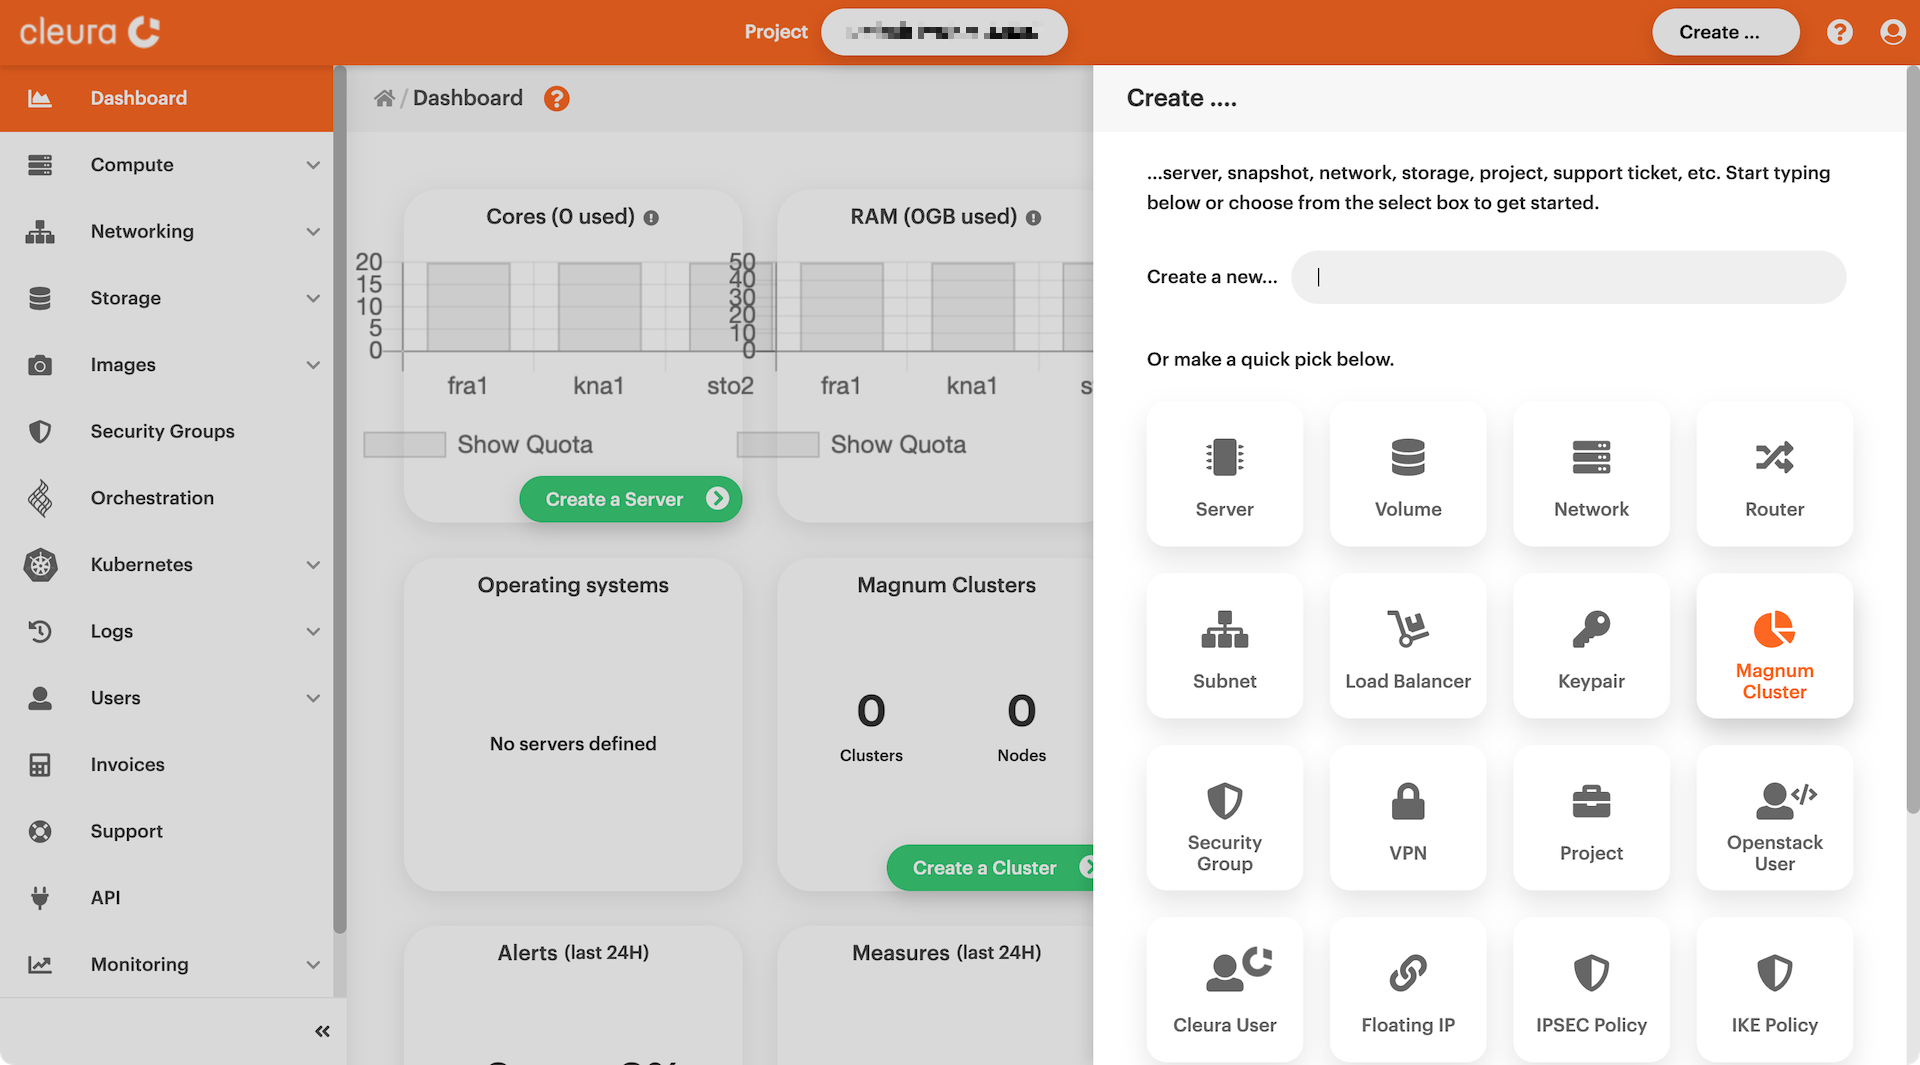 cleura
Project
Create ...
Dashboard
Compute
Networking
Storage
Images
Security Groups
Orchestration
Kubernetes
Logs
Users
Invoices
Support
API
Monitoring
/ Dashboard
Cores (0 used)
20
15
10
5
0
fra1 kna1 sto2
Show Quota
Create a Server
RAM (0GB used)
50
40
30
20
10
0
fra1 kna1 s
Show Quota
Operating systems
No servers defined
Magnum Clusters
0 0
Clusters Nodes
Create a Cluster
Alerts (last 24H)
Measures (last 24H)
Create ....
...server, snapshot, network, storage, project, support ticket, etc. Start typing
below or choose from the select box to get started.
Create a new...
Or make a quick pick below.
Server
Volume
Network
Router
Subnet
Load Balancer
Keypair
Magnum
Cluster
Security
Group
VPN
Project
Openstack
User
Cleura User
Floating IP
IPSEC Policy
IKE Policy